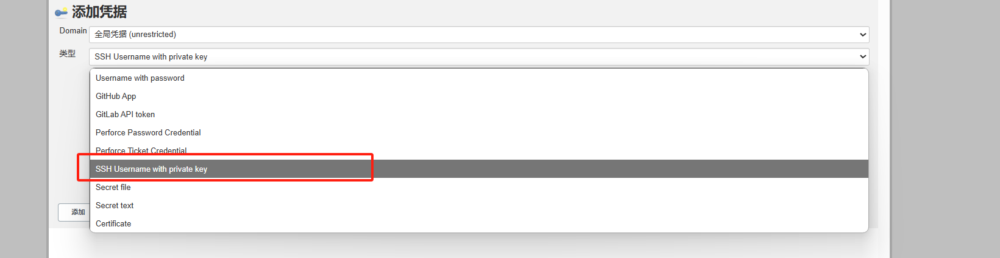 添加凭据
Domain 全局凭据 (unrestricted)
类型 SSH Username with private key
Username with password
GitHub App
GitLab API token
Perforce Password Credential
Perforce Ticket Credential
SSH Username with private key
Secret file
Secret text
添加
Certificate